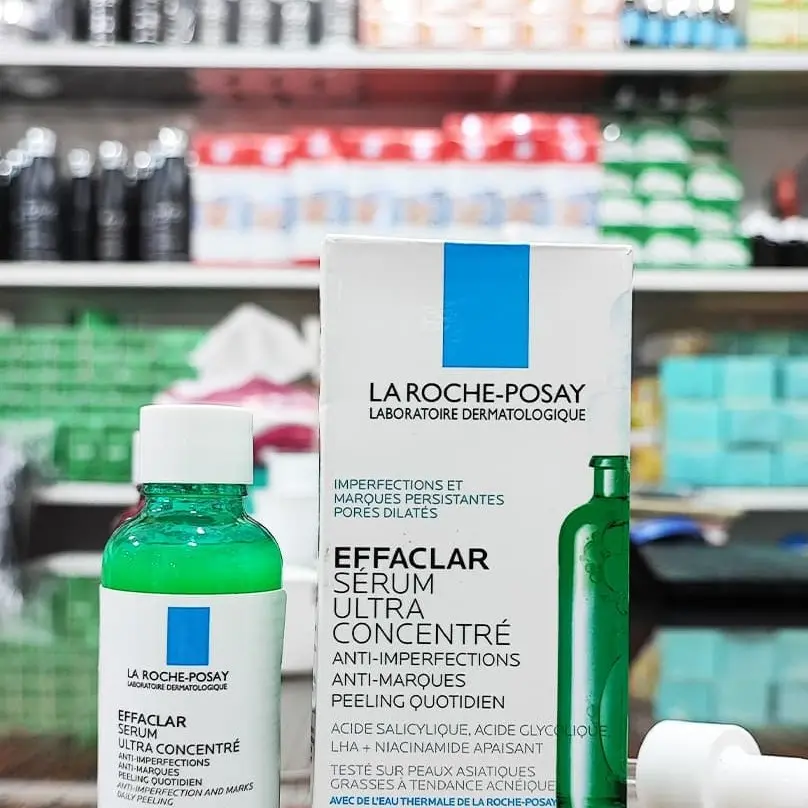 LA ROCHE-POSAY
LABORATOIRE DERMATOLOGIQUE
IMPERFECTIONS ET
MARQUES PERSISTANTES
PORES DILATÉS
EFFACLAR
SÉRUM
ULTRA
CONCENTRÉ
ANTI-IMPERFECTIONS
ANTI-MARQUES
PEELING QUOTIDIEN
ACIDE SALICYLIQUE, ACIDE GLYCOLIQUE
LHA + NIACINAMIDE APAISANT
TESTÉ SUR PEAUX ASIATIQUES
GRASSES À TENDANCE ACNÉIQUE
AVEC DE L'EAU THERMALE DE LA ROCHE-POSAY
LA ROCHE-POSAY
LABORATOIRE DERMATOLOGIQUE
EFFACLAR
SERUM
ULTRA CONCENTRÉ
ANTI-IMPERFECTIONS
ANTI-MARQUES
PEELING QUOTIDIEN
ANTI-IMPERFECTION AND MARKS
DAILY PEELING